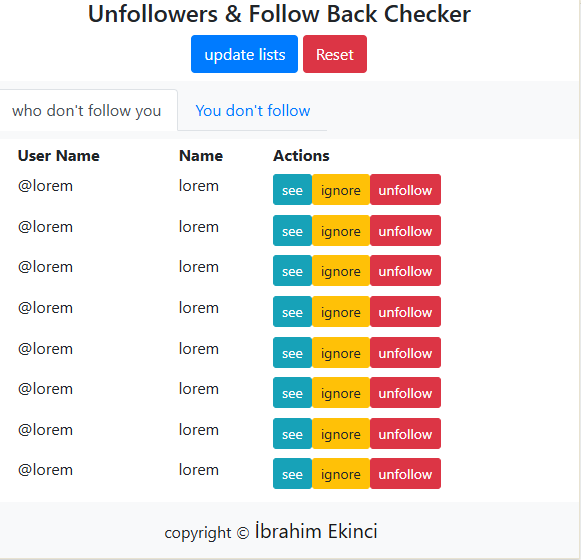 Unfollowers & Follow Back Checker
update lists Reset
who don't follow you You don't follow
User Name Name Actions
@lorem lorem see ignore unfollow
@lorem lorem see ignore unfollow
@lorem lorem see ignore unfollow
@lorem lorem see ignore unfollow
@lorem lorem see ignore unfollow
@lorem lorem see ignore unfollow
@lorem lorem see ignore unfollow
@lorem lorem see ignore unfollow
copyright © İbrahim Ekinci